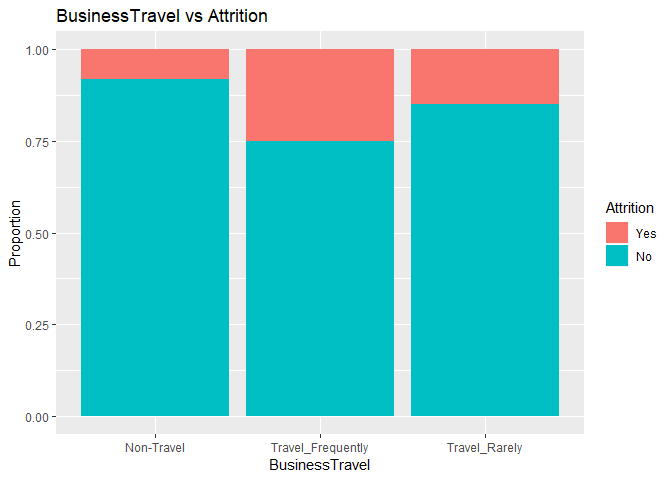 BusinessTravel vs Attrition
1.00
0.75
0.50
0.25
0.00
Proportion
Non-Travel
Travel_Frequently
Travel_Rarely
BusinessTravel
Attrition
Yes
No